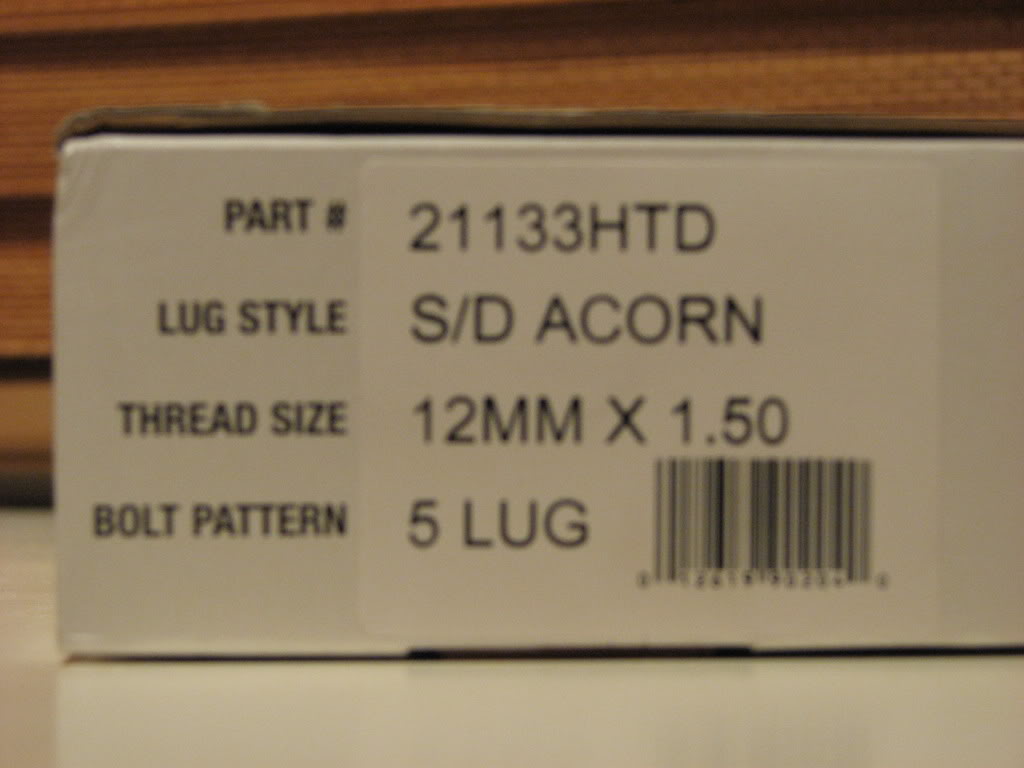 PART # 21133HTD
LUG STYLE S/D ACORN
THREAD SIZE 12MM X 1.50
BOLT PATTERN 5 LUG